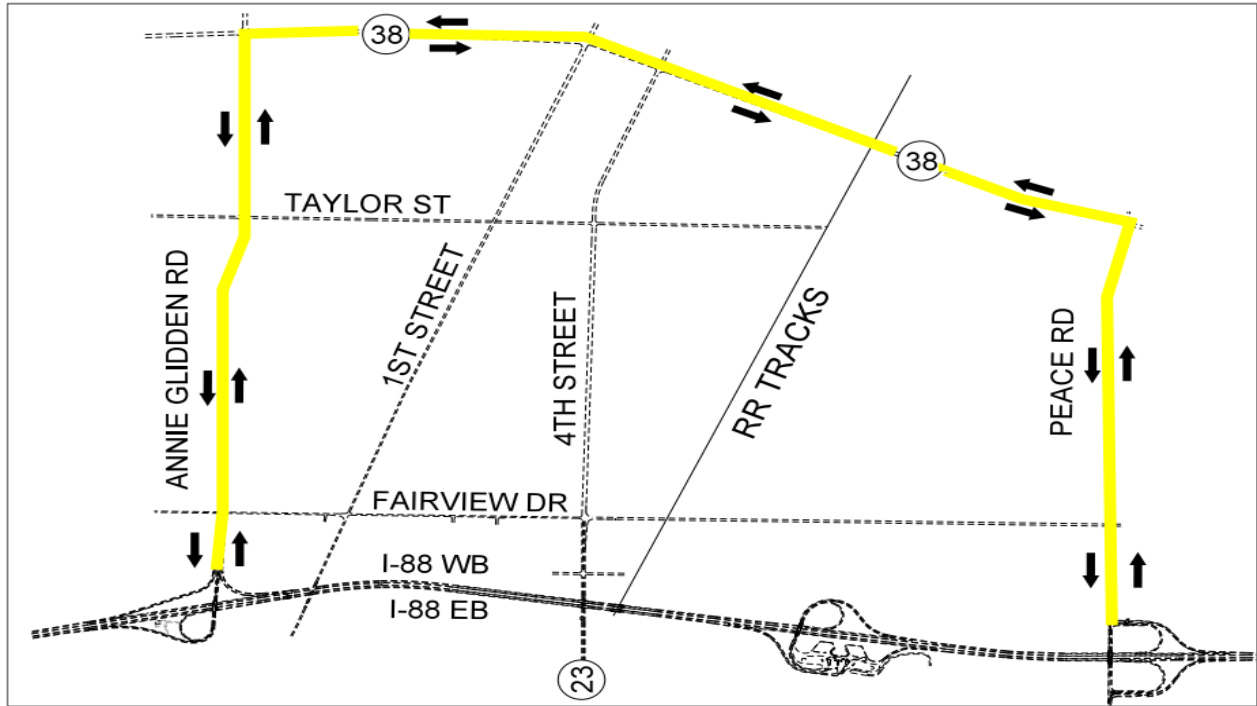 38
38
TAYLOR ST
ANNIE GLIDDEN RD
1ST STREET
4TH STREET
RR TRACKS
PEACE RD
FAIRVIEW DR
I-88 WB
I-88 EB
23